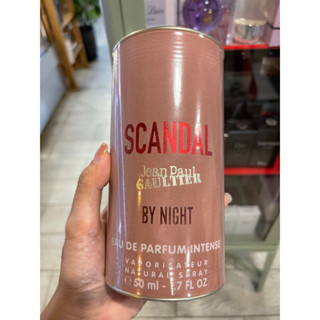 SCANDAL
Jean Paul
GAULTIER
BY NIGHT
EAU DE PARFUM INTENSE
VAPORISATEUR
NATURAL SPRAY
50 ml - 1.7 FL OZ